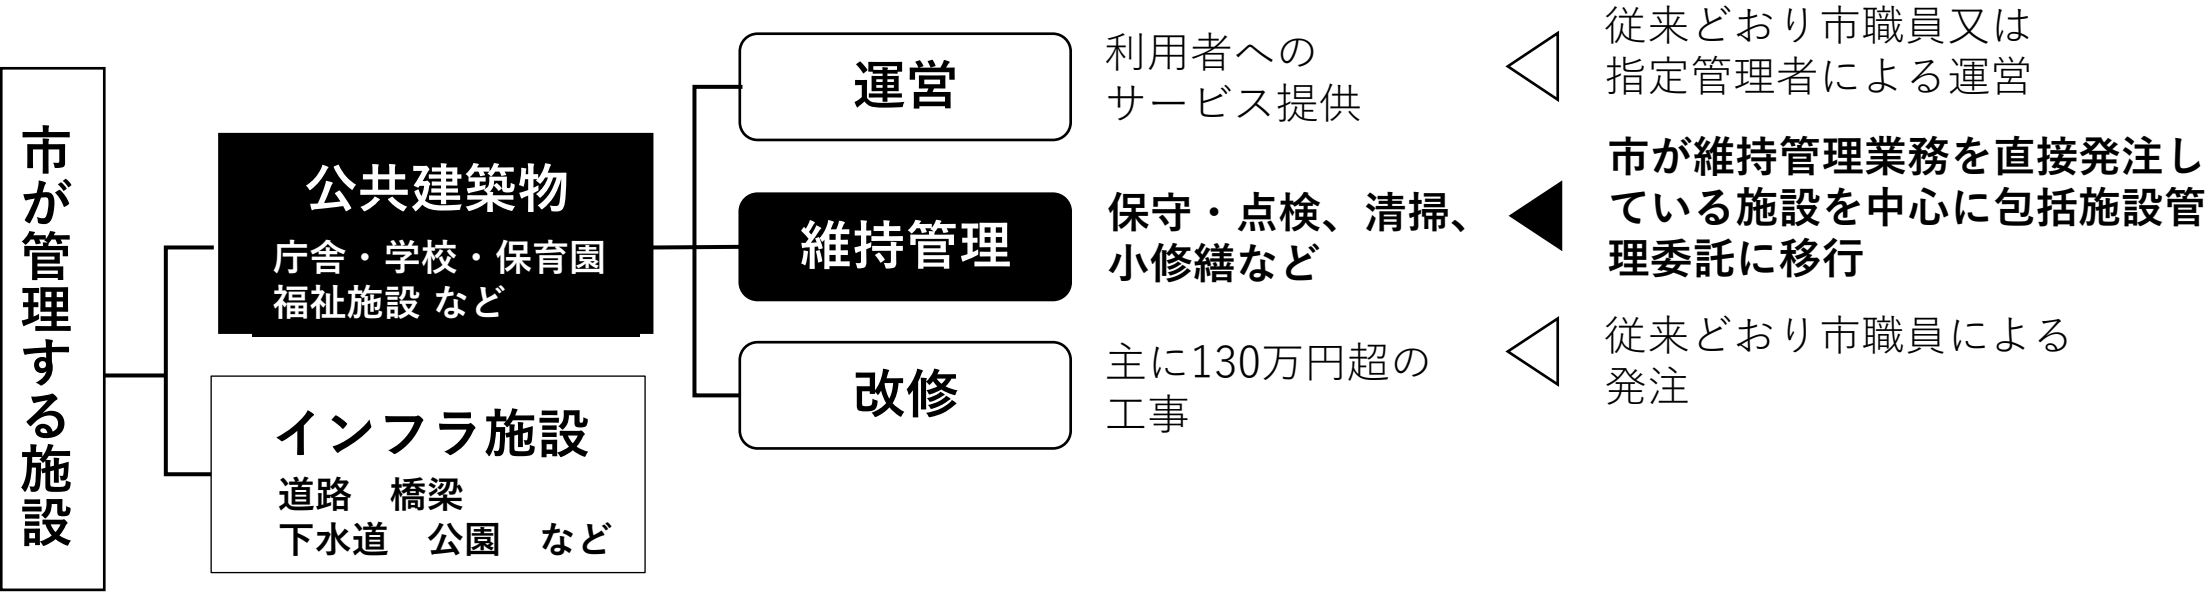 市が管理する施設
公共建築物
庁舎・学校・保育園
福祉施設 など
インフラ施設
道路　橋梁
下水道　公園　など
運営
利用者への
サービス提供
従来どおり市職員又は
指定管理者による運営
維持管理
保守・点検、清掃、
小修繕など
市が維持管理業務を直接発注し
ている施設を中心に包括施設管
理委託に移行
改修
主に130万円超の
工事
従来どおり市職員による
発注